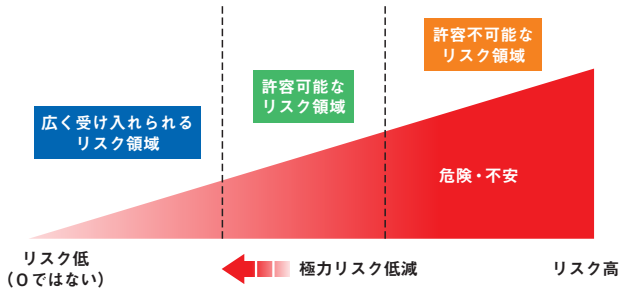 広く受け入れられる
リスク領域
許容可能な
リスク領域
許容不可能な
リスク領域
危険・不安
リスク低
（0ではない）
極力リスク低減
リスク高